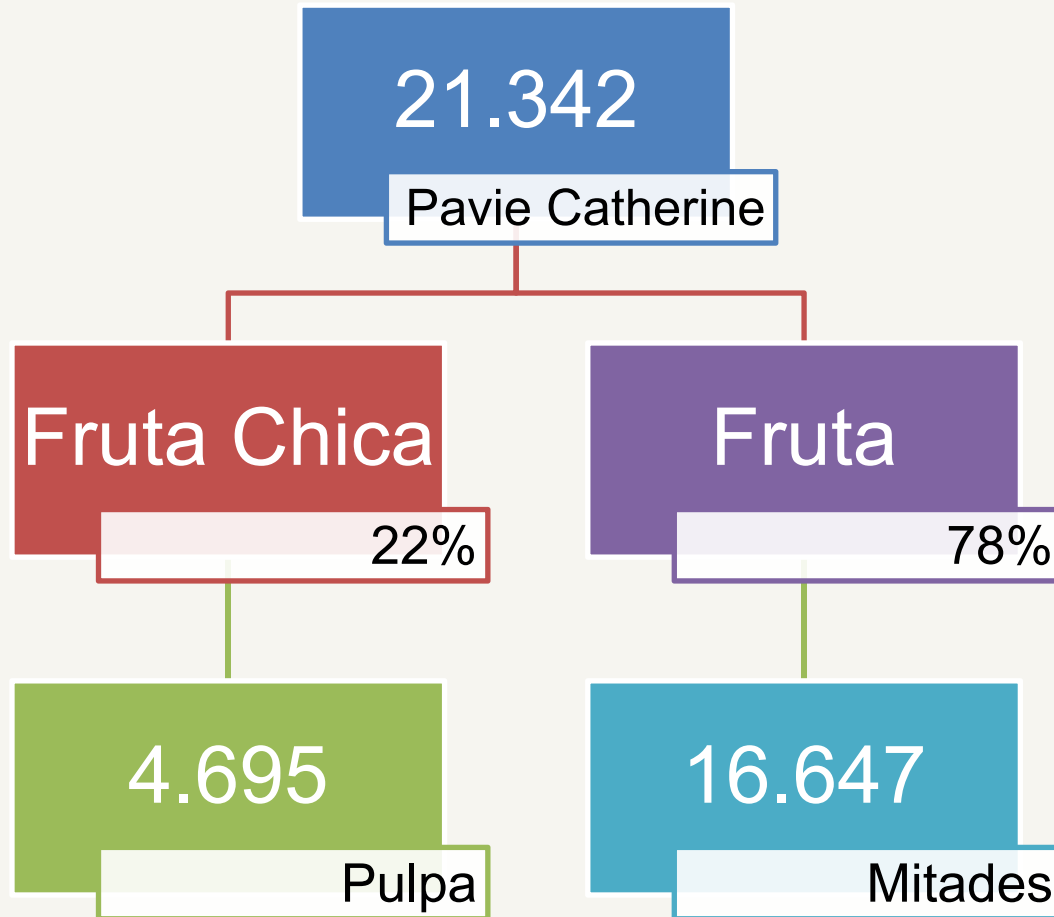 21.342
Pavie Catherine
Fruta Chica
22%
Fruta
78%
4.695
Pulpa
16.647
Mitades